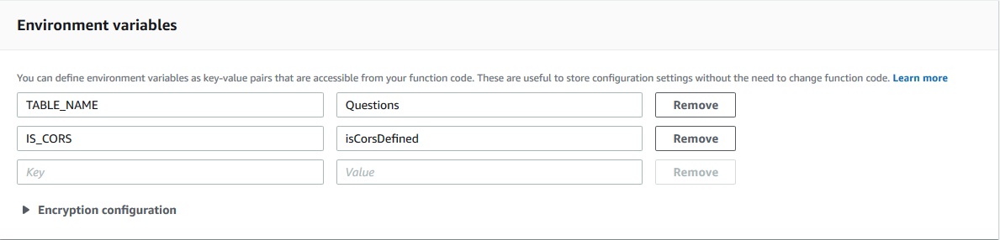 Environment variables
You can define environment variables as key-value pairs that are accessible from your function code. These are useful to store configuration settings without the need to change function code. Learn more
TABLE_NAME Questions Remove
IS_CORS isCorsDefined Remove
Key Value Remove
Encryption configuration